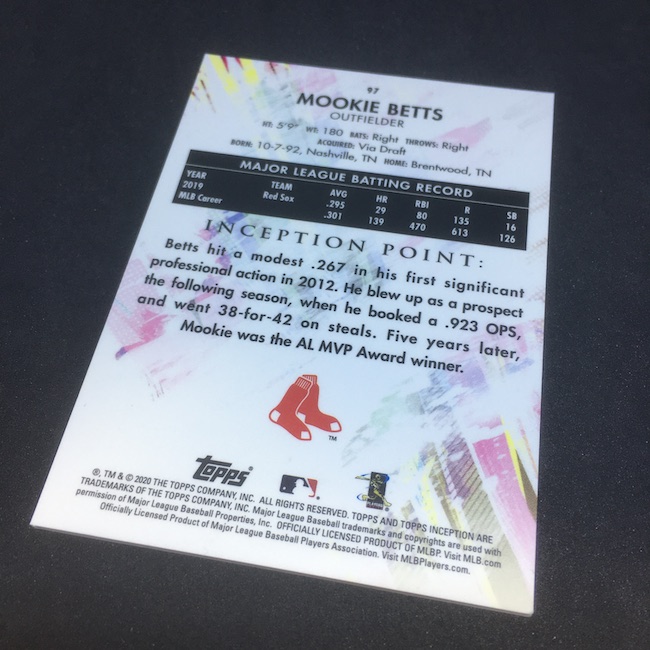 97
MOOKIE BETTS
OUTFIELDER
HT: 5'9" WT: 180 BATS: Right THROWS: Right
ACQUIRED: Via Draft
BORN: 10-7-92, Nashville, TN HOME: Brentwood, TN
MAJOR LEAGUE BATTING RECORD
YEAR TEAM AVG HR RBI R SB
2019 Red Sox .295 29 80 135 16
MLB Career .301 139 470 613 126
INCEPTION POINT:
Betts hit a modest .267 in his first significant
professional action in 2012. He blew up as a prospect
the following season, when he booked a .923 OPS,
and went 38-for-42 on steals. Five years later,
Mookie was the AL MVP Award winner.
TM
topps
®, TM & © 2020 THE TOPPS COMPANY, INC. ALL RIGHTS RESERVED. TOPPS AND TOPPS INCEPTION ARE
TRADEMARKS OF THE TOPPS COMPANY, INC. Major League Baseball trademarks and copyrights are used with
permission of Major League Baseball Properties, Inc. OFFICIALLY LICENSED PRODUCT OF MLBP. Visit MLB.com
Officially Licensed Product of Major League Baseball Players Association. Visit MLBPlayers.com.